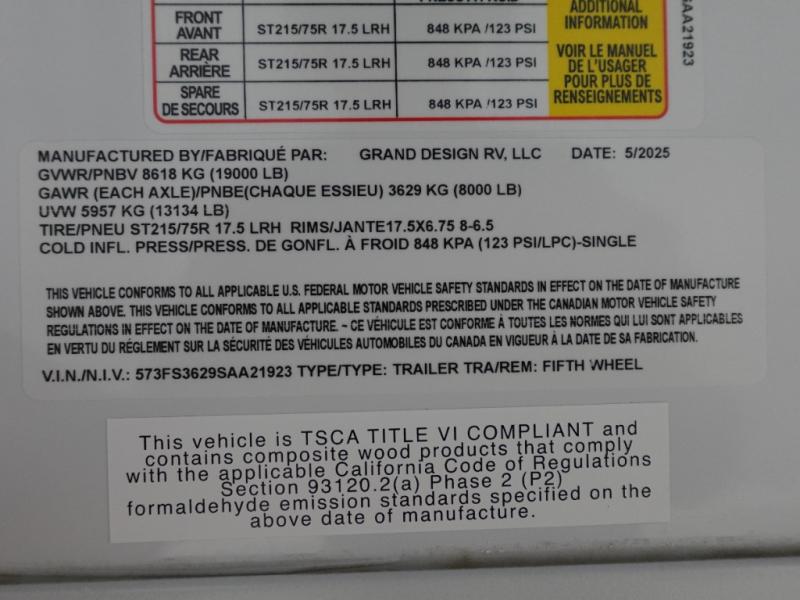 ADDITIONAL
INFORMATION
FRONT
AVANT
ST215/75R 17.5 LRH
848 KPA /123 PSI
REAR
ARRIÈRE
ST215/75R 17.5 LRH
848 KPA /123 PSI
SPARE
DE SECOURS
ST215/75R 17.5 LRH
848 KPA /123 PSI
VOIR LE MANUEL
DE L'USAGER
POUR PLUS DE
RENSEIGNEMENTS
SAA21923
MANUFACTURED BY/FABRIQUÉ PAR: GRAND DESIGN RV, LLC DATE: 5/2025
GVWR/PNBV 8618 KG (19000 LB)
GAWR (EACH AXLE)/PNBE(CHAQUE ESSIEU) 3629 KG (8000 LB)
UVW 5957 KG (13134 LB)
TIRE/PNEU ST215/75R 17.5 LRH RIMS/JANTE17.5X6.75 8-6.5
COLD INFL. PRESS/PRESS. DE GONFL. À FROID 848 KPA (123 PSI/LPC)-SINGLE
THIS VEHICLE CONFORMS TO ALL APPLICABLE U.S. FEDERAL MOTOR VEHICLE SAFETY STANDARDS IN EFFECT ON THE DATE OF MANUFACTURE
SHOWN ABOVE. THIS VEHICLE CONFORMS TO ALL APPLICABLE STANDARDS PRESCRIBED UNDER THE CANADIAN MOTOR VEHICLE SAFETY
REGULATIONS IN EFFECT ON THE DATE OF MANUFACTURE. ~ CE VÉHICULE EST CONFORME À TOUTES LES NORMES QUI LUI SONT APPLICABLES
EN VERTU DU RÉGLEMENT SUR LA SÉCURITÉ DES VÉHICULES AUTOMOBILES DU CANADA EN VIGUEUR À LA DATE DE SA FABRICATION.
V.I.N./N.I.V.: 573FS3629SAA21923 TYPE/TYPE: TRAILER TRA/REM: FIFTH WHEEL
This vehicle is TSCA TITLE VI COMPLIANT and
contains composite wood products that comply
with the applicable California Code of Regulations
Section 93120.2(a) Phase 2 (P2)
formaldehyde emission standards specified on the
above date of manufacture.